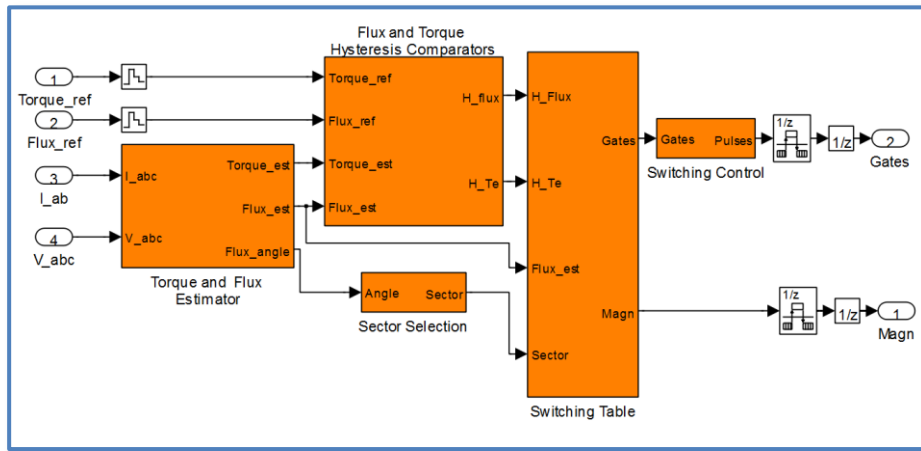 Flux and Torque
Hysteresis Comparators
1
Torque_ref
2
Flux_ref
3
I_ab
4
V_abc
Torque_ref
Flux_ref
Torque_est
Flux_est
H_flux
H_Te
I_abc
V_abc
Torque_est
Flux_est
Flux_angle
Torque and Flux
Estimator
Angle
Sector
Sector Selection
H_Flux
H_Te
Flux_est
Sector
Gates
Magn
Switching Table
Gates
Pulses
Switching Control
1/z
1/z
2
Gates
1/z
1/z
1
Magn